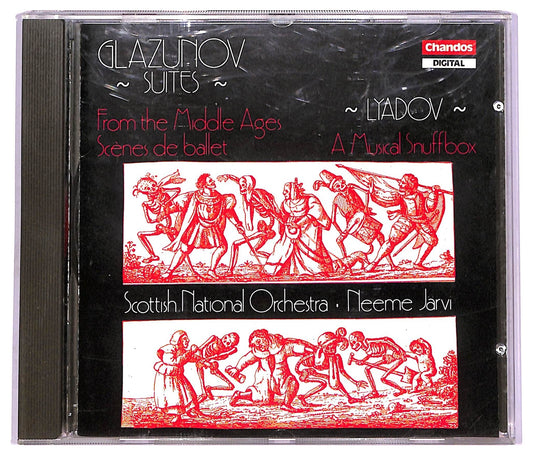 GLAZUNOV
~ SUITES ~
From the Middle Ages
Scènes de ballet
Chandos
DIGITAL
~ LYADOV ~
A Musical Snuffbox
Scottish National Orchestra · Neeme Järvi